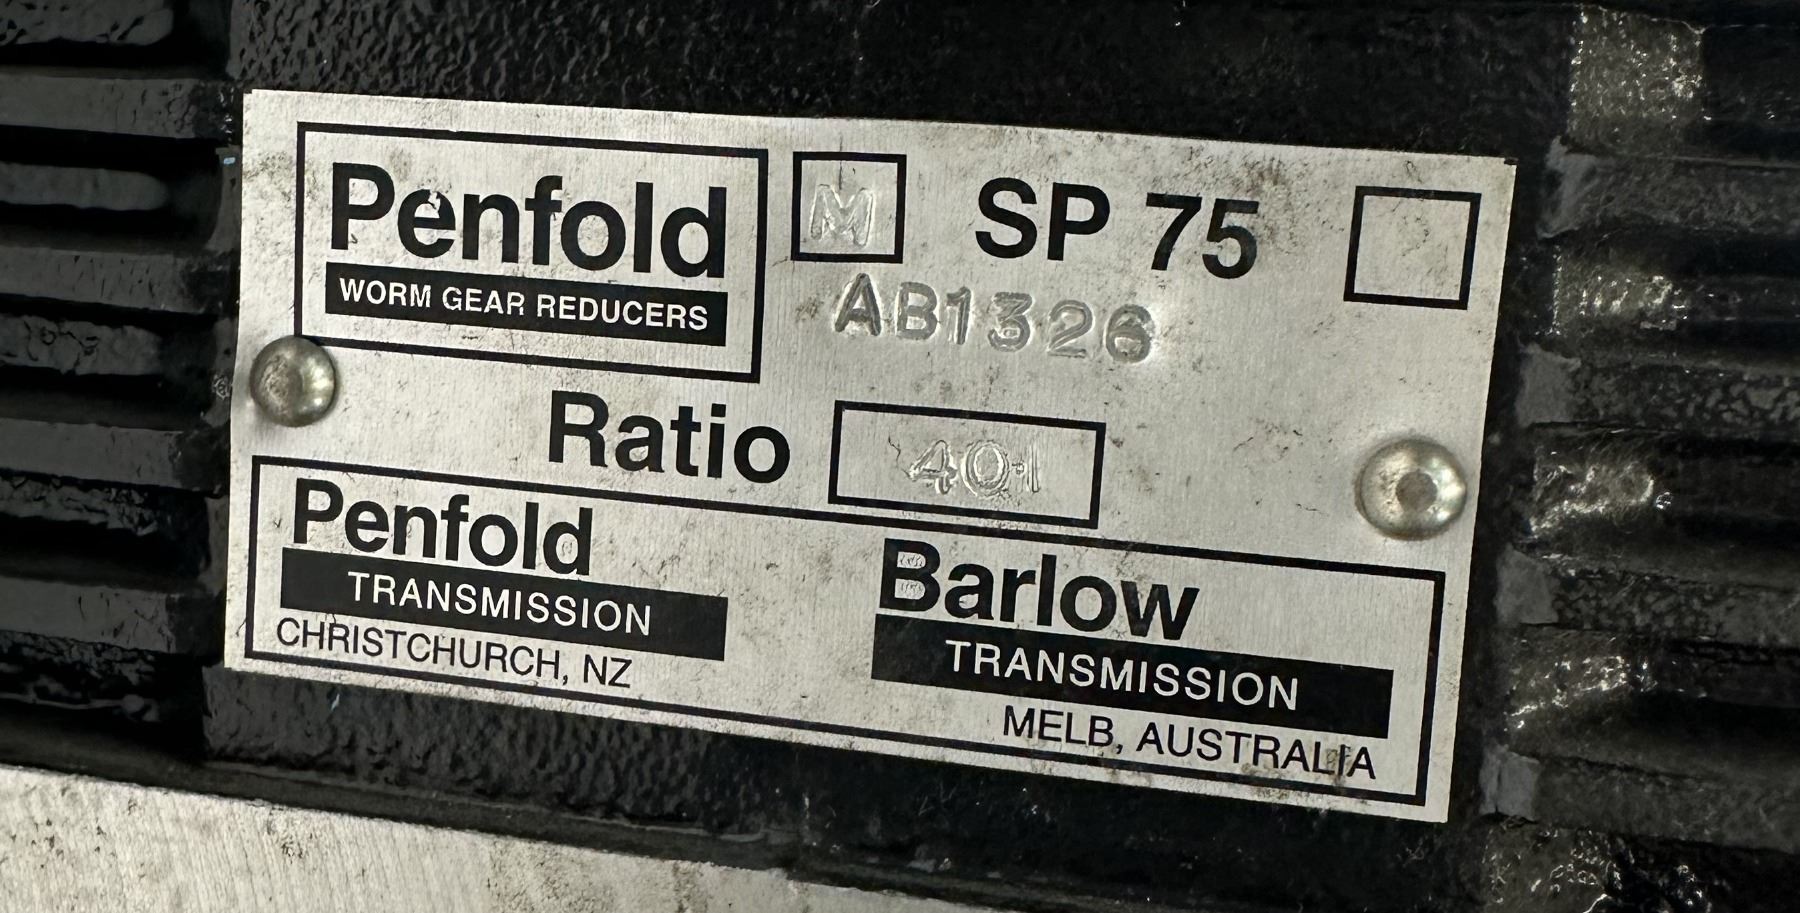 Penfold
WORM GEAR REDUCERS
M SP 75
AB1326
Ratio 40·1
Penfold
TRANSMISSION
CHRISTCHURCH, NZ
Barlow
TRANSMISSION
MELB, AUSTRALIA